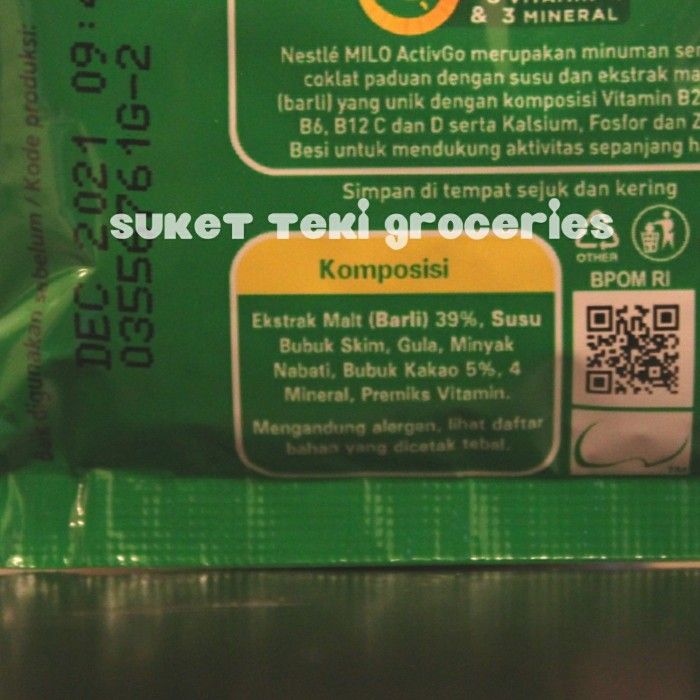 & 3 MINERAL
Nestlé MILO ActivGo merupakan minuman
coklat paduan dengan susu dan ekstrak
(barli) yang unik dengan komposisi Vitamin B2
B6, B12 C dan D serta Kalsium, Fosfor dan
Besi untuk mendukung aktivitas sepanjang
Simpan di tempat sejuk dan kering
SUKET TEKI GROCERIES
OTHER
BPOM RI
Komposisi
Ekstrak Malt (Barli) 39%, Susu
Bubuk Skim, Gula, Minyak
Nabati, Bubuk Kakao 5%, 4
Mineral, Premiks Vitamin.
Mengandung alergen, lihat daftar
bahan yang dicetak tebal.
Baik digunakan sebelum / Kode produksi:
DEC 2021 09:
03556761G-2